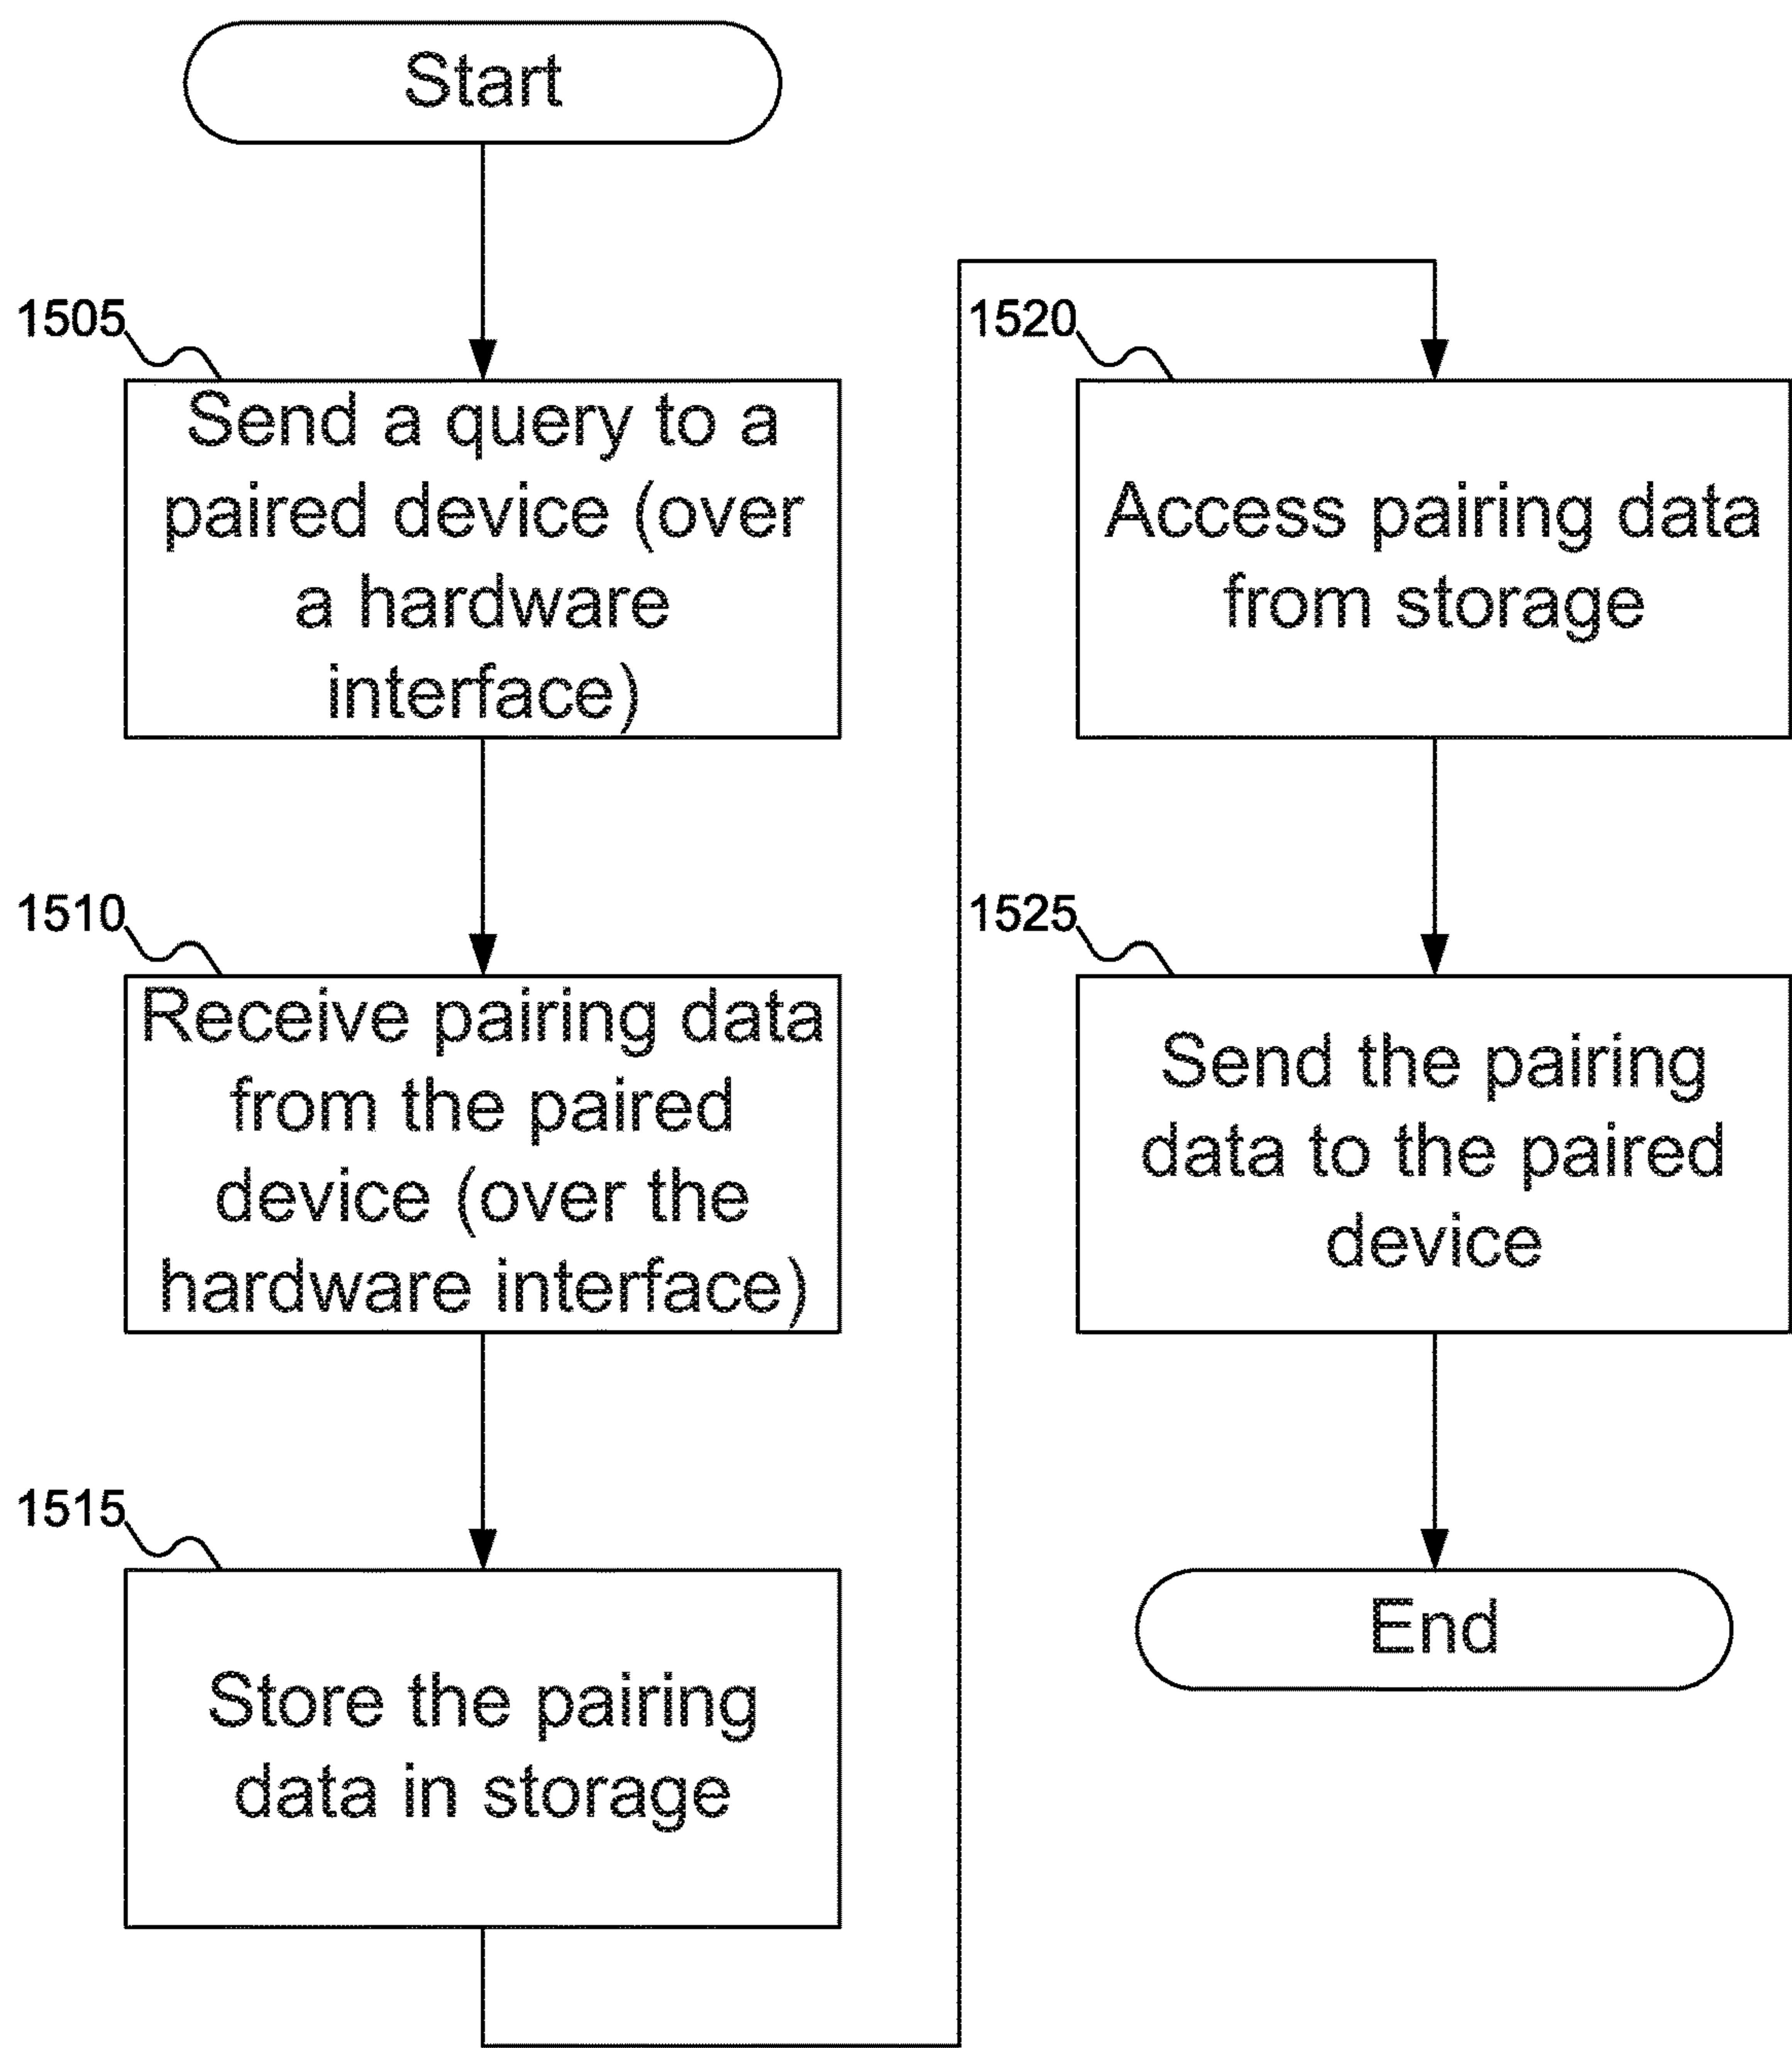 Start
1505
Send a query to a
paired device (over
a hardware
interface)
1510
Receive pairing data
from the paired
device (over the
hardware interface)
1515
Store the pairing
data in storage
1520
Access pairing data
from storage
1525
Send the pairing
data to the paired
device
End